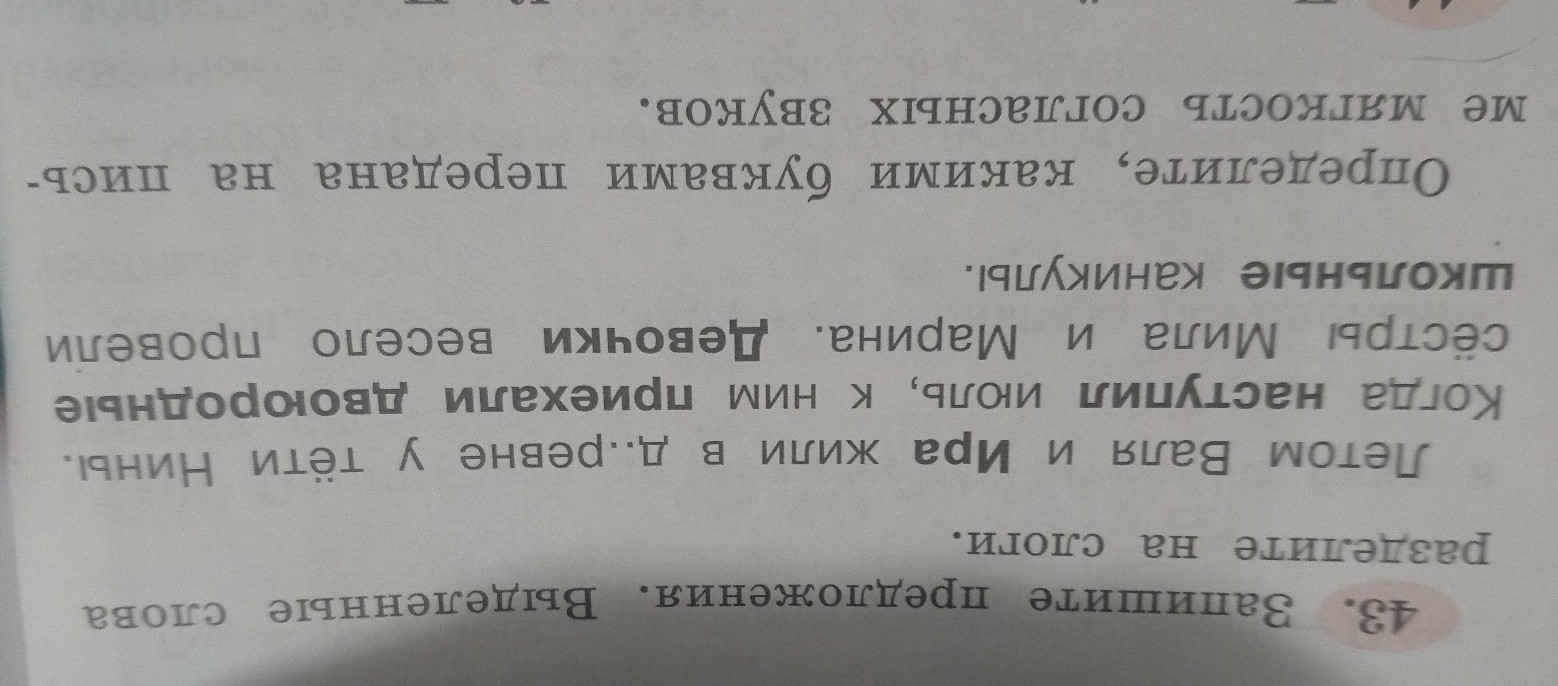 43. Запишите предложения. Выделенные слова
разделите на слоги.
Летом Валя и Ира жили в д..ревне у тёти Нины.
Когда наступил июль, к ним приехали двоюродные
сёстры Мила и Марина. Девочки весело провели
школьные каникулы.
Определите, какими буквами передана на пись-
ме мягкость согласных звуков.